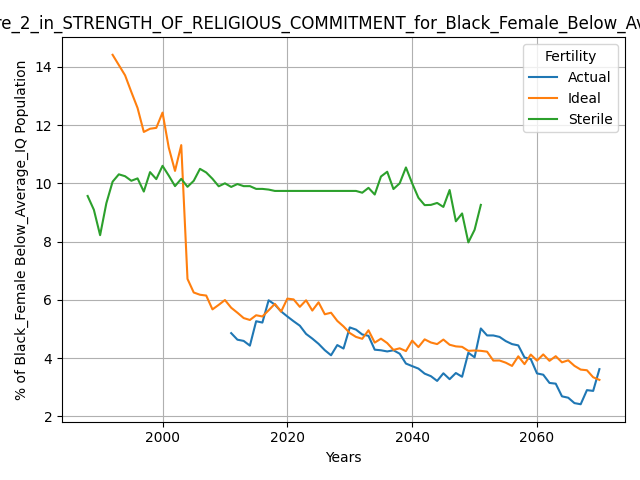 re_2_in_STRENGTH_OF_RELIGIOUS_COMMITMENT_for_Black_Female_Below_Av
Fertility
Actual
Ideal
Sterile
% of Black_Female Below_Average_IQ Population
14
12
10
8
6
4
2
2000 2020 2040 2060
Years